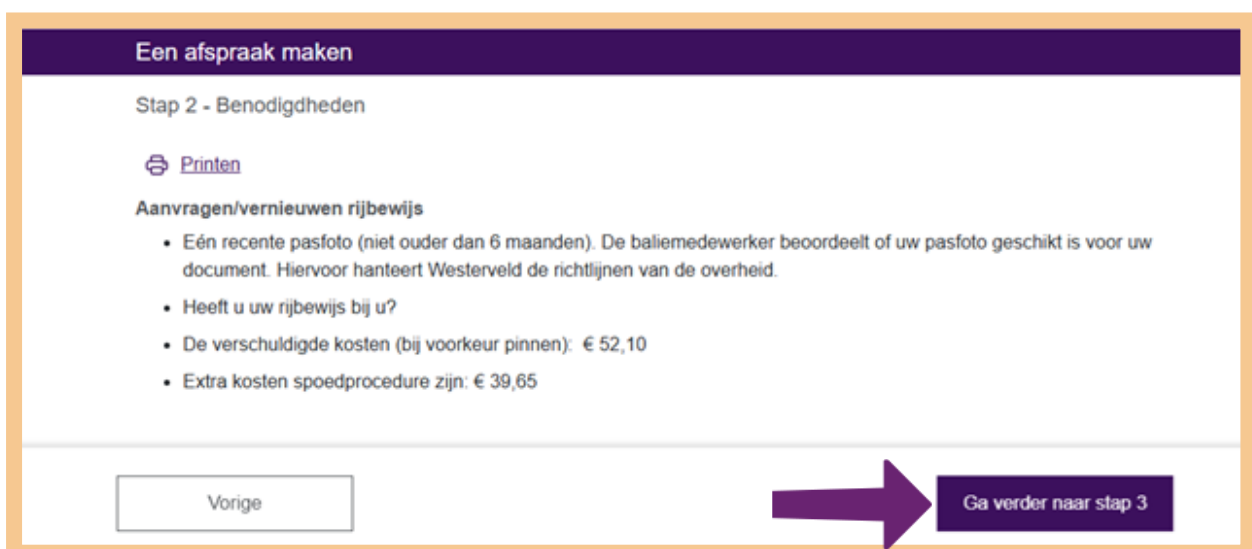 Een afspraak maken
Stap 2 - Benodigdheden
Printen
Aanvragen/vernieuwen rijbewijs
• Eén recente pasfoto (niet ouder dan 6 maanden). De baliemedewerker beoordeelt of uw pasfoto geschikt is voor uw
document. Hiervoor hanteert Westerveld de richtlijnen van de overheid.
• Heeft u uw rijbewijs bij u?
• De verschuldigde kosten (bij voorkeur pinnen): € 52,10
• Extra kosten spoedprocedure zijn: € 39,65
Vorige
Ga verder naar stap 3